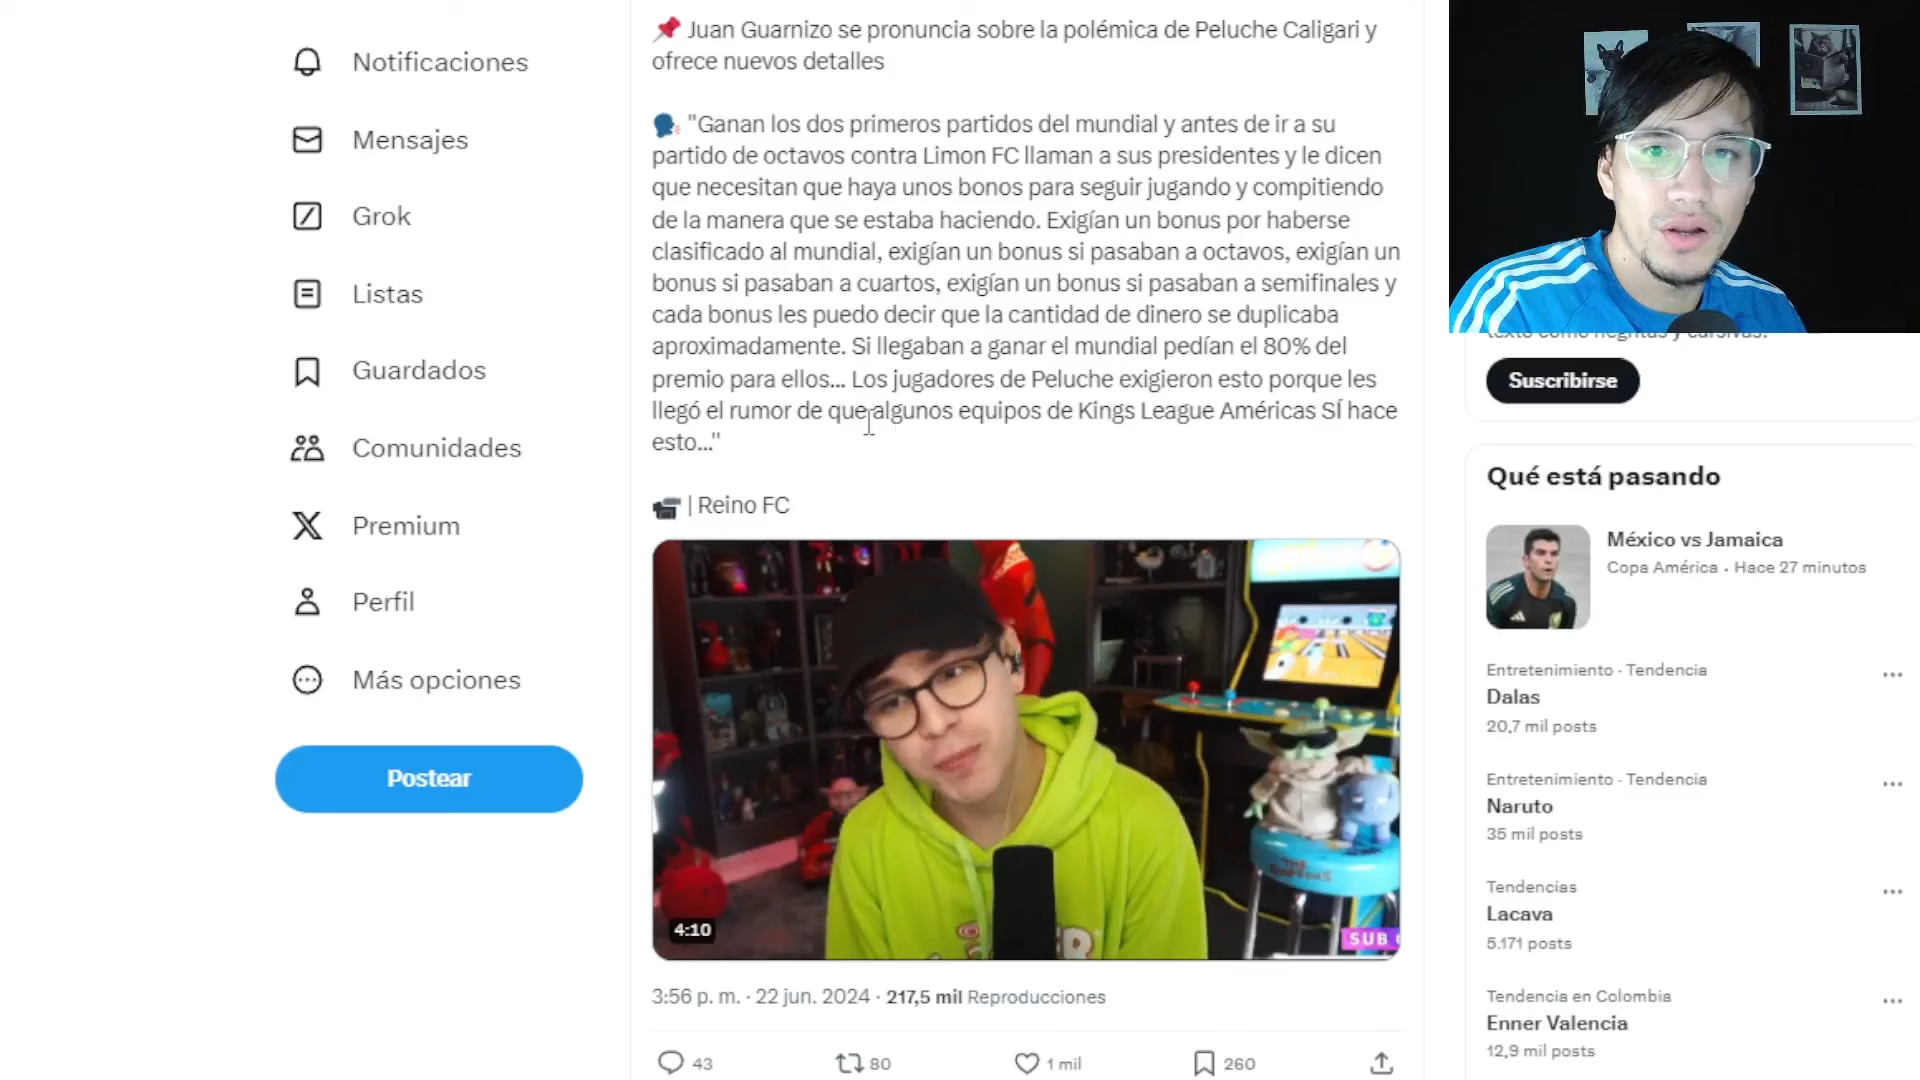 Notificaciones
Mensajes
Grok
Listas
Guardados
Comunidades
Premium
Perfil
Más opciones
Postear
Juan Guarnizo se pronuncia sobre la polémica de Peluche Caligari y
ofrece nuevos detalles
"Ganan los dos primeros partidos del mundial y antes de ir a su
partido de octavos contra Limon FC llaman a sus presidentes y le dicen
que necesitan que haya unos bonos para seguir jugando y compitiendo
de la manera que se estaba haciendo. Exigían un bonus por haberse
clasificado al mundial, exigían un bonus si pasaban a octavos, exigían un
bonus si pasaban a cuartos, exigían un bonus si pasaban a semifinales y
cada bonus les puedo decir que la cantidad de dinero se duplicaba
aproximadamente. Si llegaban a ganar el mundial pedían el 80% del
premio para ellos... Los jugadores de Peluche exigieron esto porque les
llegó el rumor de que algunos equipos de Kings League Américas SÍ hace
esto..."
| Reino FC
4:10
SUB
3:56 p. m. · 22 jun. 2024 · 217,5 mil Reproducciones
43
80
1 mil
260
texto como negritas y cursivas.
Suscribirse
Qué está pasando
México vs Jamaica
Copa América · Hace 27 minutos
Entretenimiento · Tendencia
Dalas
20,7 mil posts
Entretenimiento · Tendencia
Naruto
35 mil posts
Tendencias
Lacava
5.171 posts
Tendencia en Colombia
Enner Valencia
12,9 mil posts